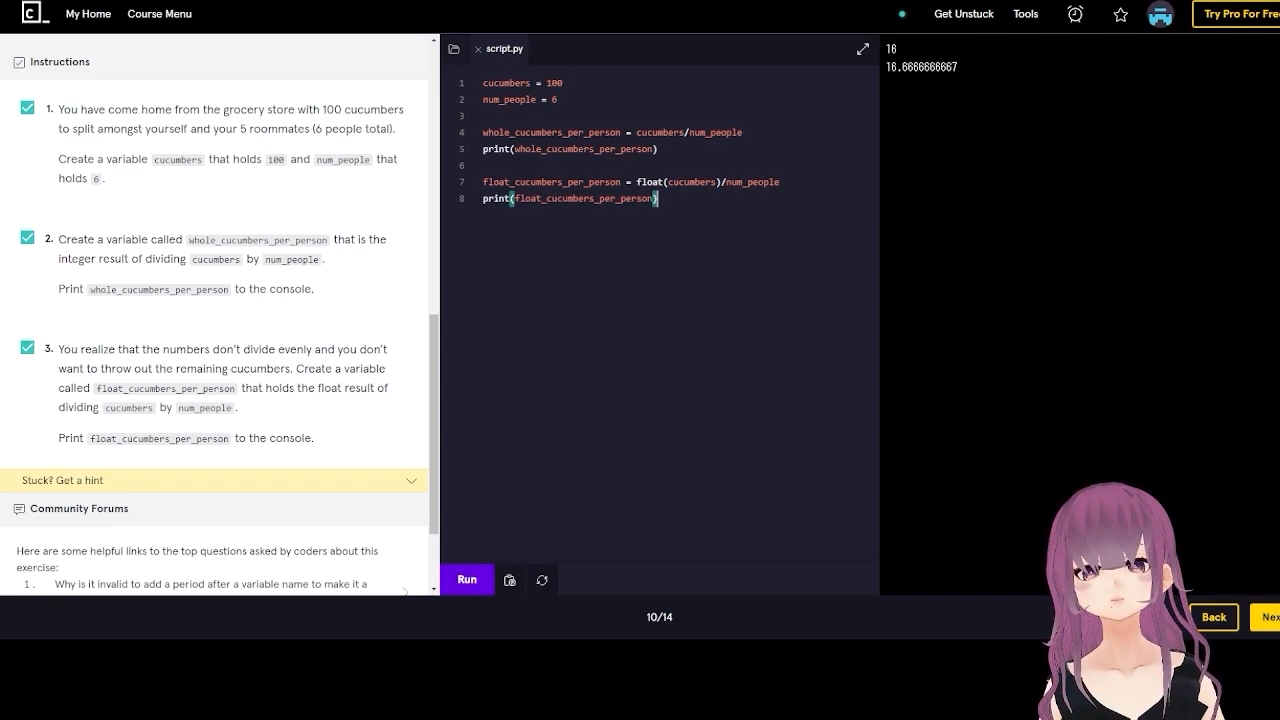 C_ My Home Course Menu Get Unstuck Tools Try Pro For Free
Instructions
1. You have come home from the grocery store with 100 cucumbers
to split amongst yourself and your 5 roommates (6 people total).
Create a variable cucumbers that holds 100 and num_people that
holds 6.
2. Create a variable called whole_cucumbers_per_person that is the
integer result of dividing cucumbers by num_people.
Print whole_cucumbers_per_person to the console.
3. You realize that the numbers don't divide evenly and you don't
want to throw out the remaining cucumbers. Create a variable
called float_cucumbers_per_person that holds the float result of
dividing cucumbers by num_people.
Print float_cucumbers_per_person to the console.
Stuck? Get a hint
Community Forums
Here are some helpful links to the top questions asked by coders about this
exercise:
1. Why is it invalid to add a period after a variable name to make it a
script.py
1 cucumbers = 100
2 num_people = 6
3
4 whole_cucumbers_per_person = cucumbers/num_people
5 print(whole_cucumbers_per_person)
6
7 float_cucumbers_per_person = float(cucumbers)/num_people
8 print(float_cucumbers_per_person)
Run
16
16.6666666667
10/14
Back
Nex